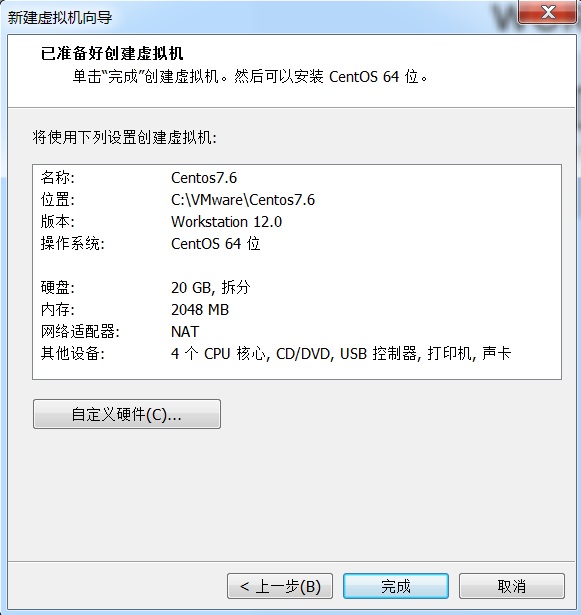 新建虚拟机向导
已准备好创建虚拟机
单击“完成”创建虚拟机。然后可以安装 CentOS 64 位。
将使用下列设置创建虚拟机:
名称: Centos7.6
位置: C:\VMware\Centos7.6
版本: Workstation 12.0
操作系统: CentOS 64 位
硬盘: 20 GB, 拆分
内存: 2048 MB
网络适配器: NAT
其他设备: 4 个 CPU 核心, CD/DVD, USB 控制器, 打印机, 声卡
自定义硬件(C)...
< 上一步(B) 完成 取消